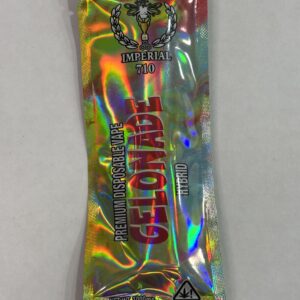 IMPERIAL
710
PREMIUM DISPOSABLE VAPE
GELONADE
HYBRID